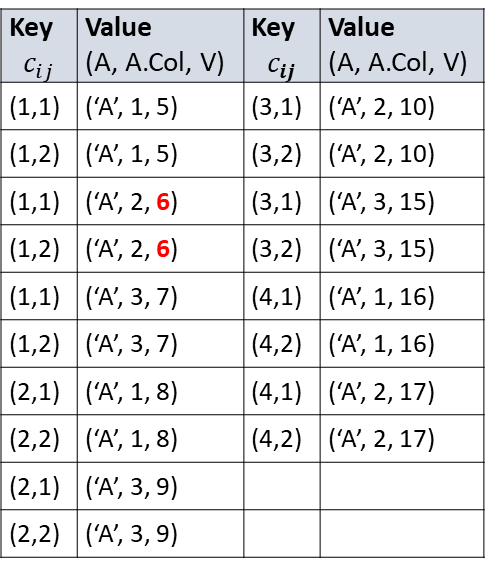 Key Value Key Value
cij (A, A.Col, V) cij (A, A.Col, V)
(1,1) (‘A’, 1, 5) (3,1) (‘A’, 2, 10)
(1,2) (‘A’, 1, 5) (3,2) (‘A’, 2, 10)
(1,1) (‘A’, 2, 6) (3,1) (‘A’, 3, 15)
(1,2) (‘A’, 2, 6) (3,2) (‘A’, 3, 15)
(1,1) (‘A’, 3, 7) (4,1) (‘A’, 1, 16)
(1,2) (‘A’, 3, 7) (4,2) (‘A’, 1, 16)
(2,1) (‘A’, 1, 8) (4,1) (‘A’, 2, 17)
(2,2) (‘A’, 1, 8) (4,2) (‘A’, 2, 17)
(2,1) (‘A’, 3, 9)
(2,2) (‘A’, 3, 9)